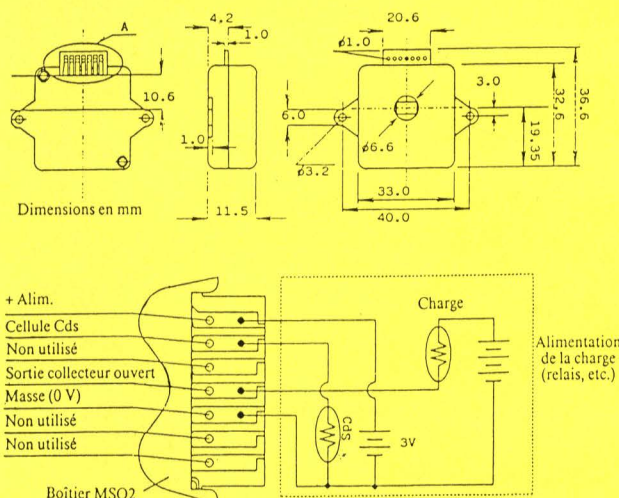 A
10.6
4.2
1.0
1.0
11.5
20.6
ø1.0
3.0
6.0
ø6.6
ø3.2
19.35
32.6
36.6
33.0
40.0
Dimensions en mm
+ Alim.
Cellule Cds
Non utilisé
Sortie collecteur ouvert
Masse (0 V)
Non utilisé
Non utilisé
Boîtier MSO2
Charge
Alimentation
de la charge
(relais, etc.)
CdS
3V